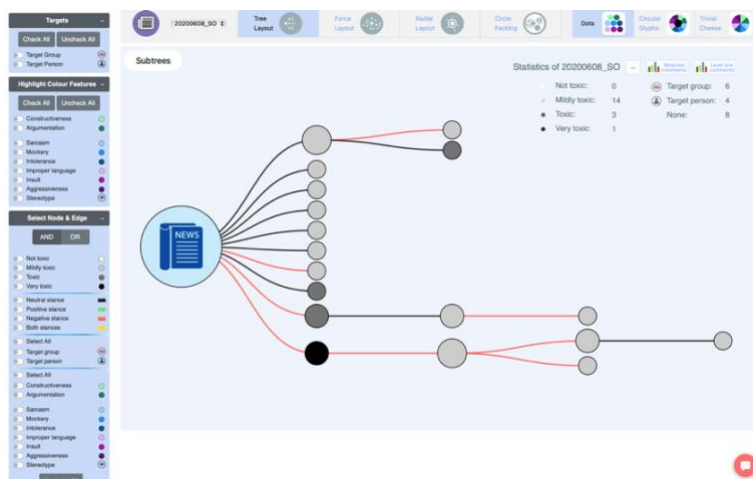 Targets
Check All Uncheck All
Target Group
Target Person
Highlight Colour Features
Check All Uncheck All
Constructiveness
Argumentation
Sarcasm
Mockery
Intolerance
Improper language
Insult
Aggressiveness
Stereotype
Select Node & Edge
AND OR
Not toxic
Mildly toxic
Toxic
Very toxic
Neutral stance
Positive stance
Negative stance
Both stances
Select All
Target group
Target person
Select All
Constructiveness
Argumentation
Sarcasm
Mockery
Intolerance
Improper language
Insult
Aggressiveness
Stereotype
20200608_SO
Tree Layout
Force Layout
Radial Layout
Circle Packing
Dots
Circular Glyphs
Trivial Cheese
Subtrees
Statistics of 20200608_SO
Selected comments
Level one comments
Not toxic: 0
Mildly toxic: 14
Toxic: 3
Very toxic: 1
Target group: 6
Target person: 4
None: 8
NEWS